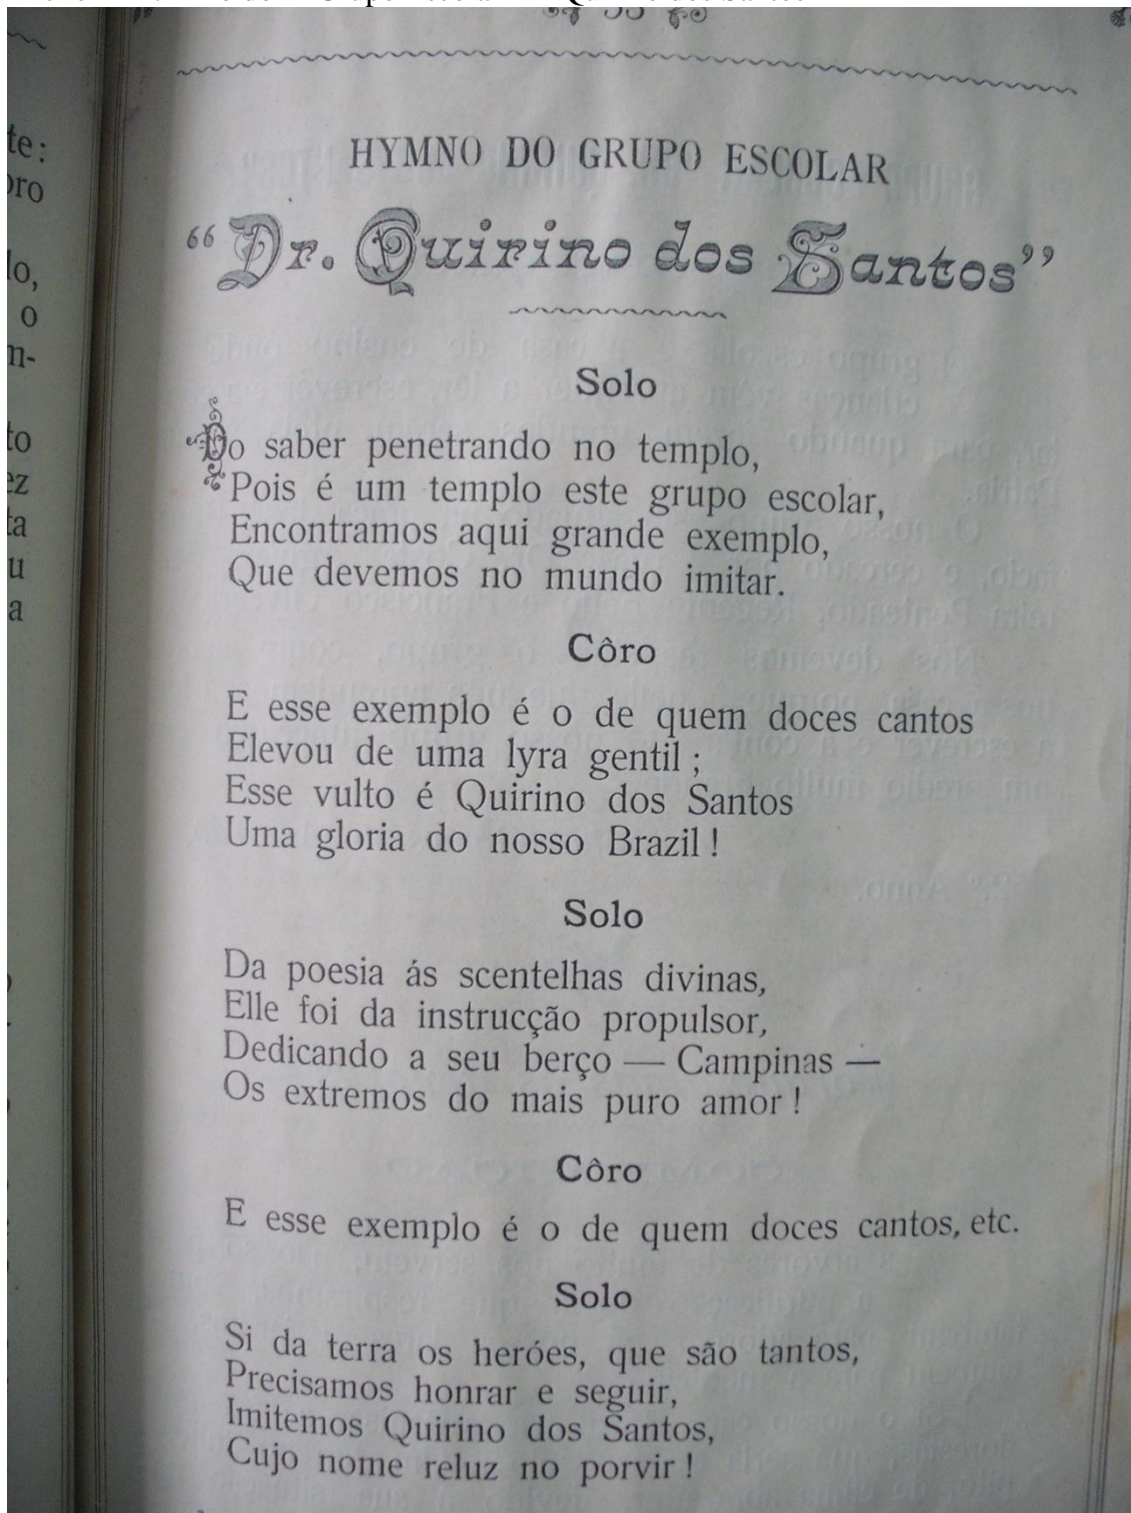 HYMNO DO GRUPO ESCOLAR
“Dr. Quirino dos Santos”
Solo
Do saber penetrando no templo,
Pois é um templo este grupo escolar,
Encontramos aqui grande exemplo,
Que devemos no mundo imitar.
Côro
E esse exemplo é o de quem doces cantos
Elevou de uma lyra gentil ;
Esse vulto é Quirino dos Santos
Uma gloria do nosso Brazil !
Solo
Da poesia ás scentelhas divinas,
Elle foi da instrucção propulsor,
Dedicando a seu berço — Campinas —
Os extremos do mais puro amor !
Côro
E esse exemplo é o de quem doces cantos, etc.
Solo
Si da terra os heróes, que são tantos,
Precisamos honrar e seguir,
Imitemos Quirino dos Santos,
Cujo nome reluz no porvir !